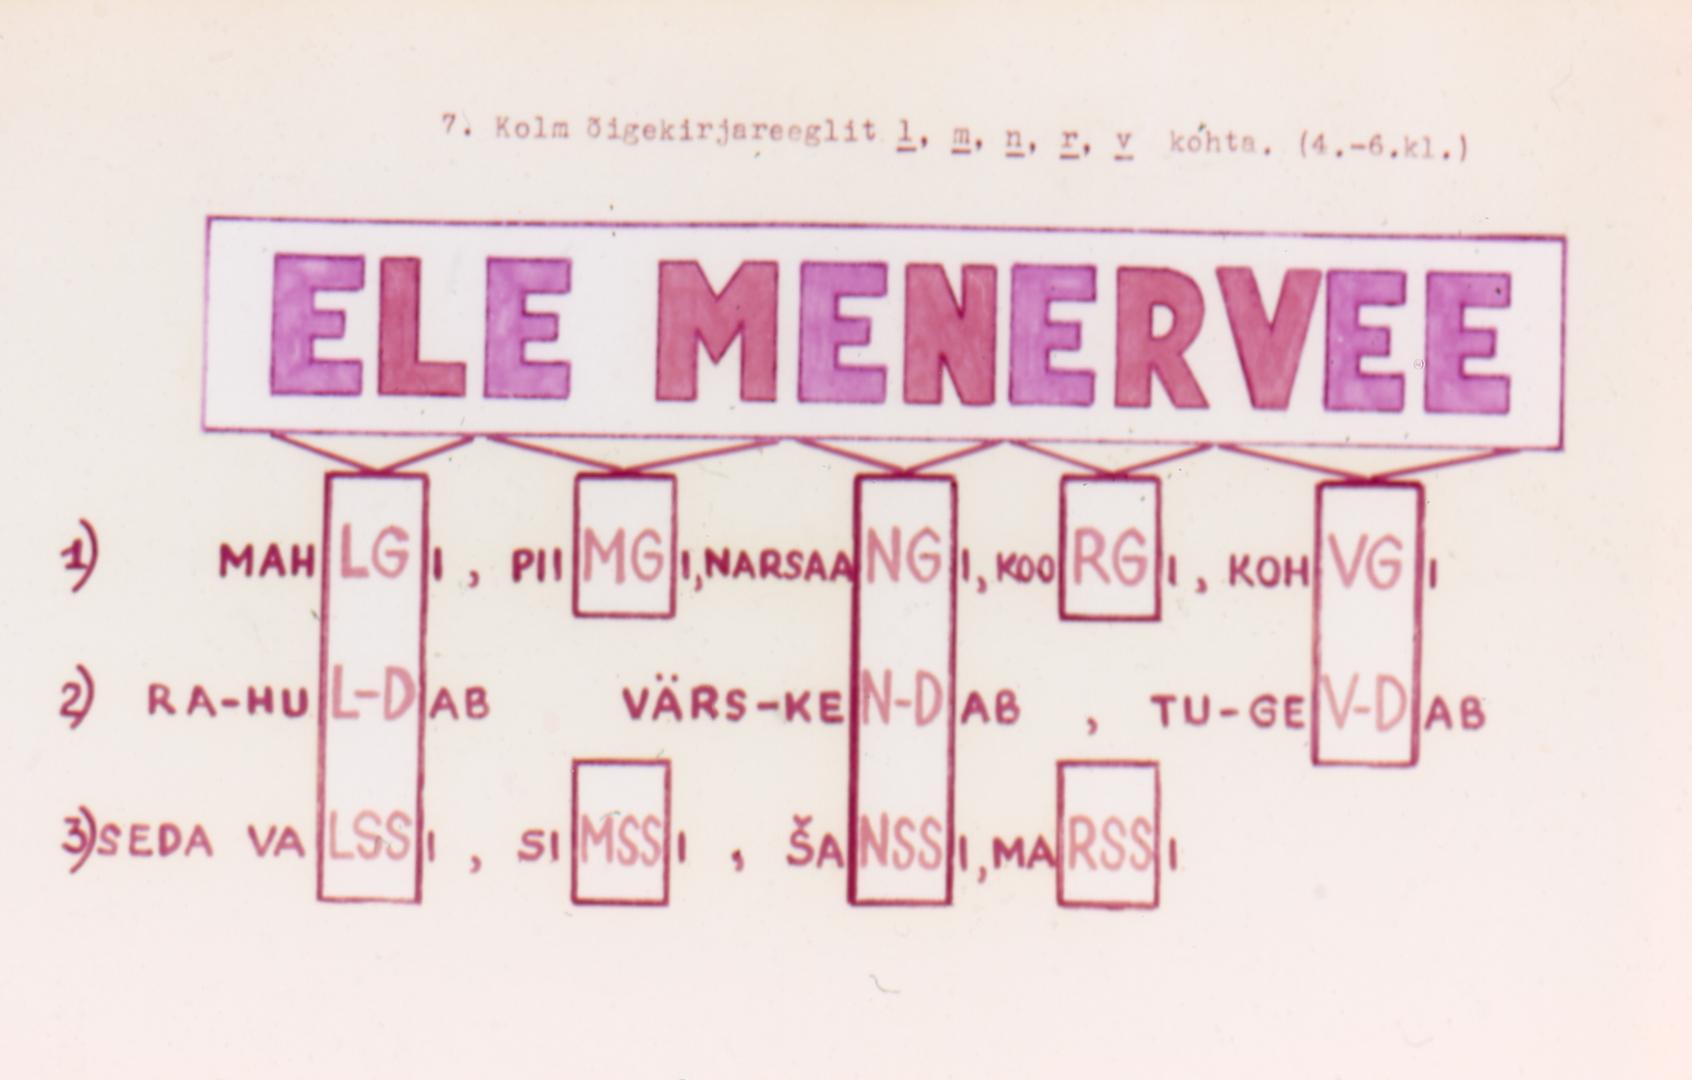 7. Kolm õigekirjareeglit l, m, n, r, v kohta. (4.-6.kl.)
ELE MENERVEE
1) MAHLGI, PIIMGI, NARSAANGI, KOORGI, KOHVGI
2) RA-HUL-DAB VÄRS-KEN-DAB, TU-GEV-DAB
3) SEDA VALSSI, SIMSSI, ŠANSSI, MARSSI